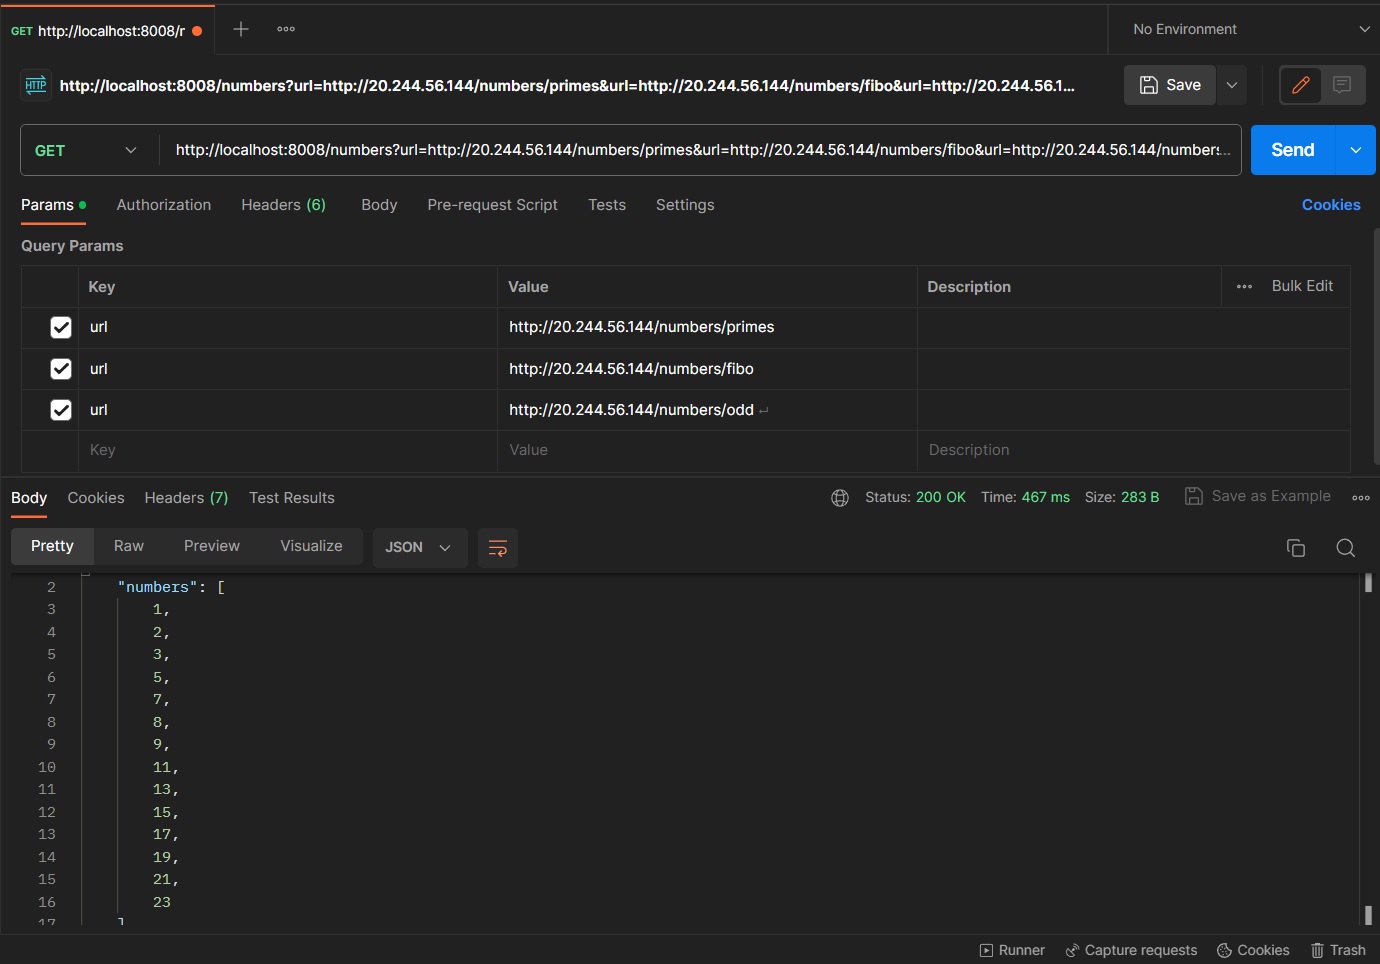 GET http://localhost:8008/r
No Environment
HTTP http://localhost:8008/numbers?url=http://20.244.56.144/numbers/primes&url=http://20.244.56.144/numbers/fibo&url=http://20.244.56.1...
Save
GET http://localhost:8008/numbers?url=http://20.244.56.144/numbers/primes&url=http://20.244.56.144/numbers/fibo&url=http://20.244.56.144/numbers...
Send
Params Authorization Headers (6) Body Pre-request Script Tests Settings Cookies
Query Params
Key Value Description Bulk Edit
url http://20.244.56.144/numbers/primes
url http://20.244.56.144/numbers/fibo
url http://20.244.56.144/numbers/odd ↵
Key Value Description
Body Cookies Headers (7) Test Results Status: 200 OK Time: 467 ms Size: 283 B Save as Example
Pretty Raw Preview Visualize JSON
2 "numbers": [
3 1,
4 2,
5 3,
6 5,
7 7,
8 8,
9 9,
10 11,
11 13,
12 15,
13 17,
14 19,
15 21,
16 23
17 ]
Runner Capture requests Cookies Trash